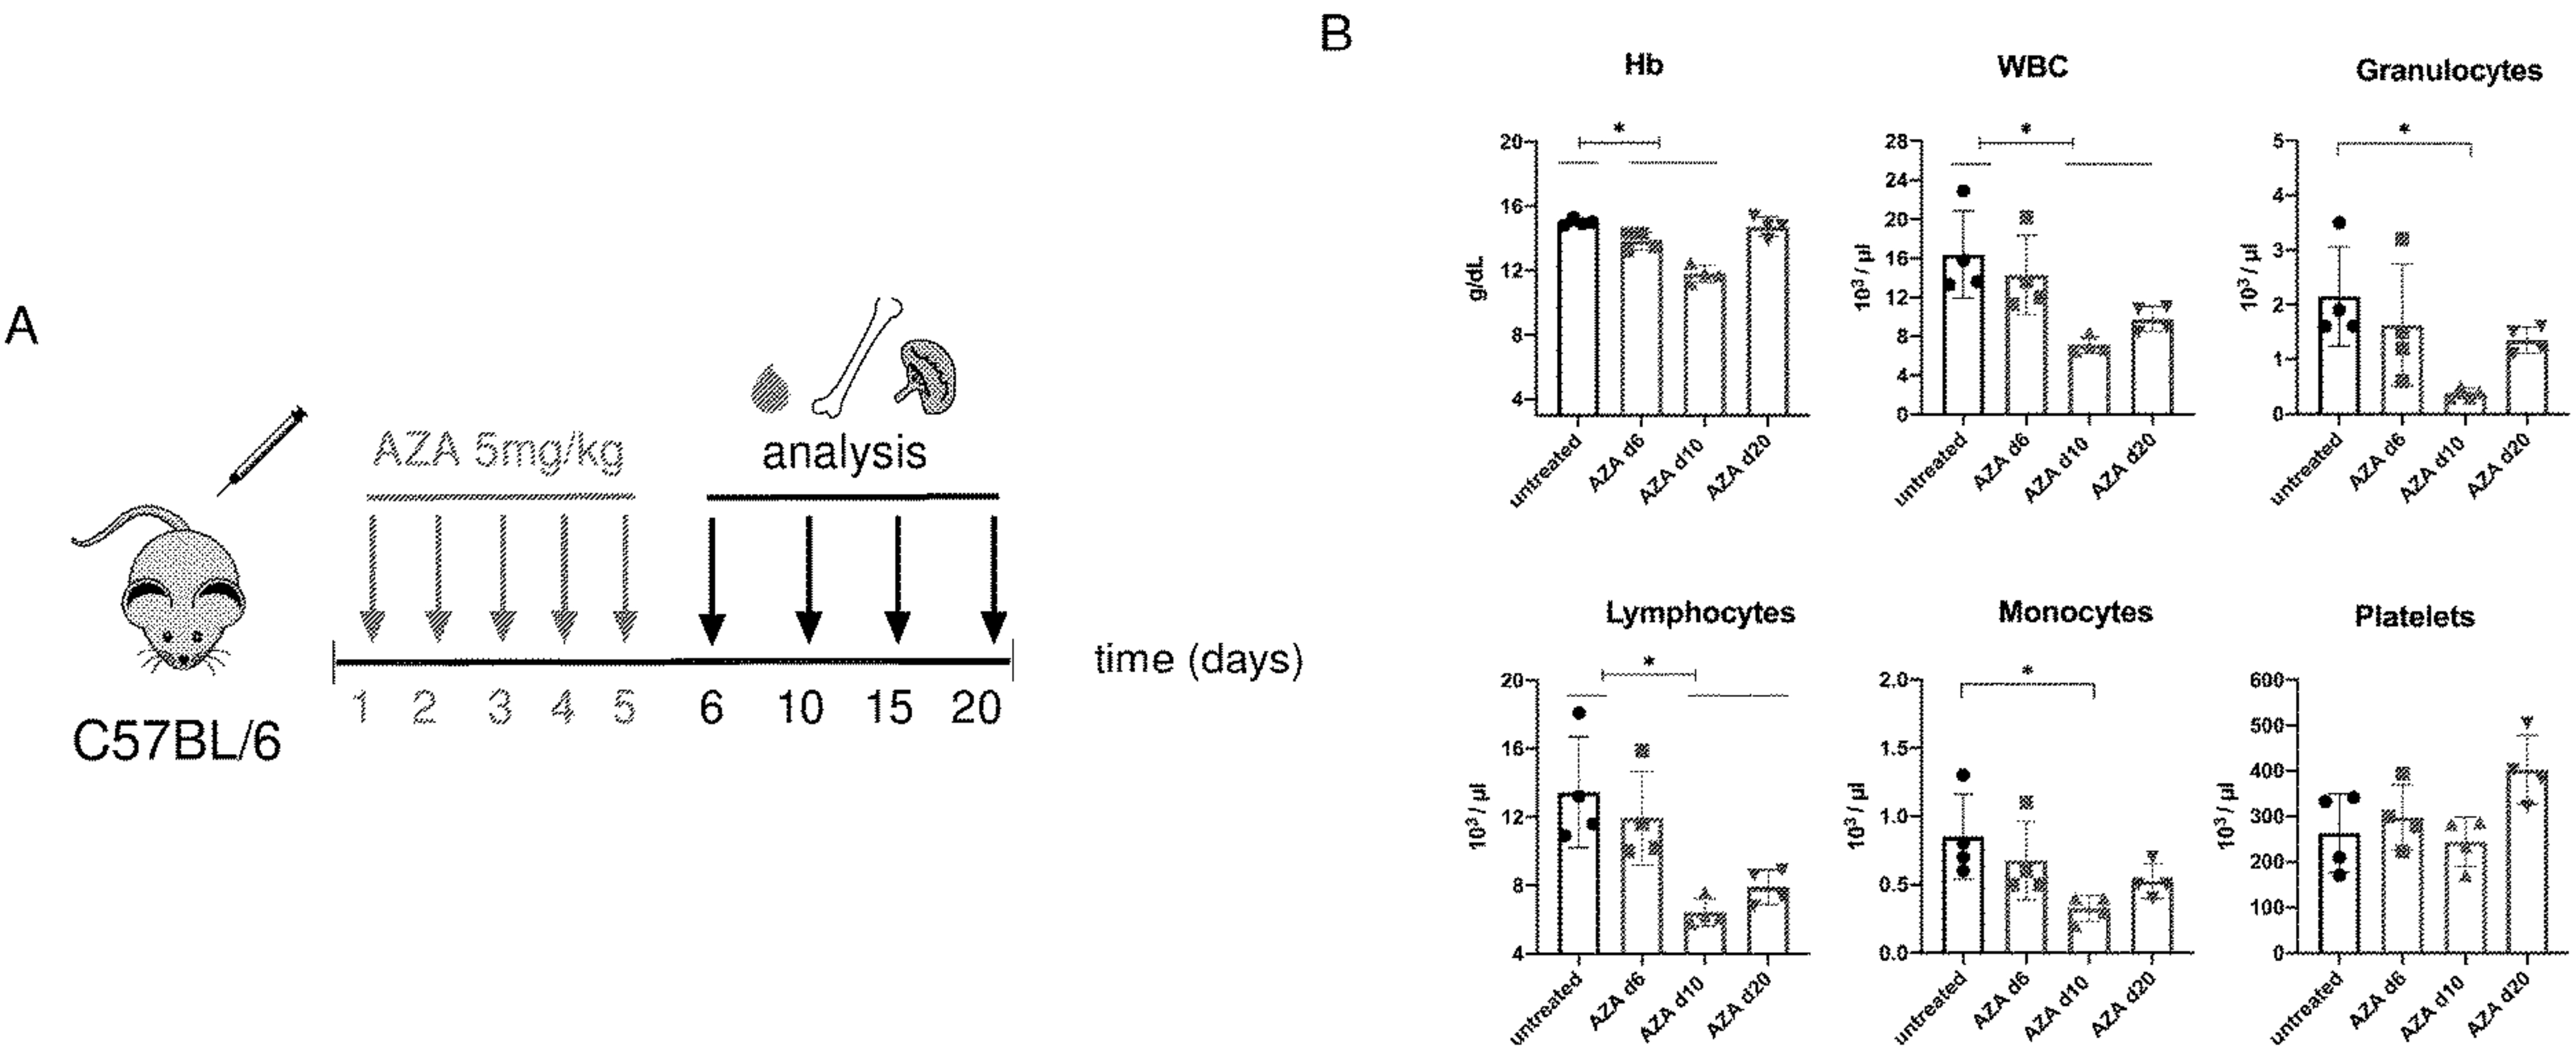 A
AZA 5mg/kg
analysis
1 2 3 4 5 6 10 15 20
time (days)
C57BL/6
B
Hb
*
20
16
12
8
4
g/dL
untreated
AZA d6
AZA d10
AZA d20
WBC
*
28
24
20
16
12
8
4
0
10³ / µl
untreated
AZA d6
AZA d10
AZA d20
Granulocytes
*
5
4
3
2
1
0
10³ / µl
untreated
AZA d6
AZA d10
AZA d20
Lymphocytes
*
20
16
12
8
4
10³ / µl
untreated
AZA d6
AZA d10
AZA d20
Monocytes
*
2.0
1.5
1.0
0.5
0.0
10³ / µl
untreated
AZA d6
AZA d10
AZA d20
Platelets
600
500
400
300
200
100
0
10³ / µl
untreated
AZA d6
AZA d10
AZA d20